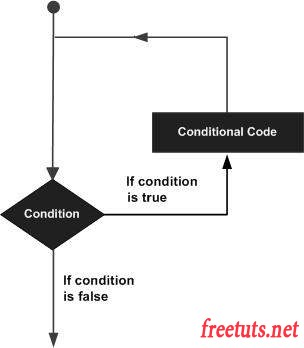 Conditional Code
If condition
is true
Condition
If condition
is false
freetuts.net